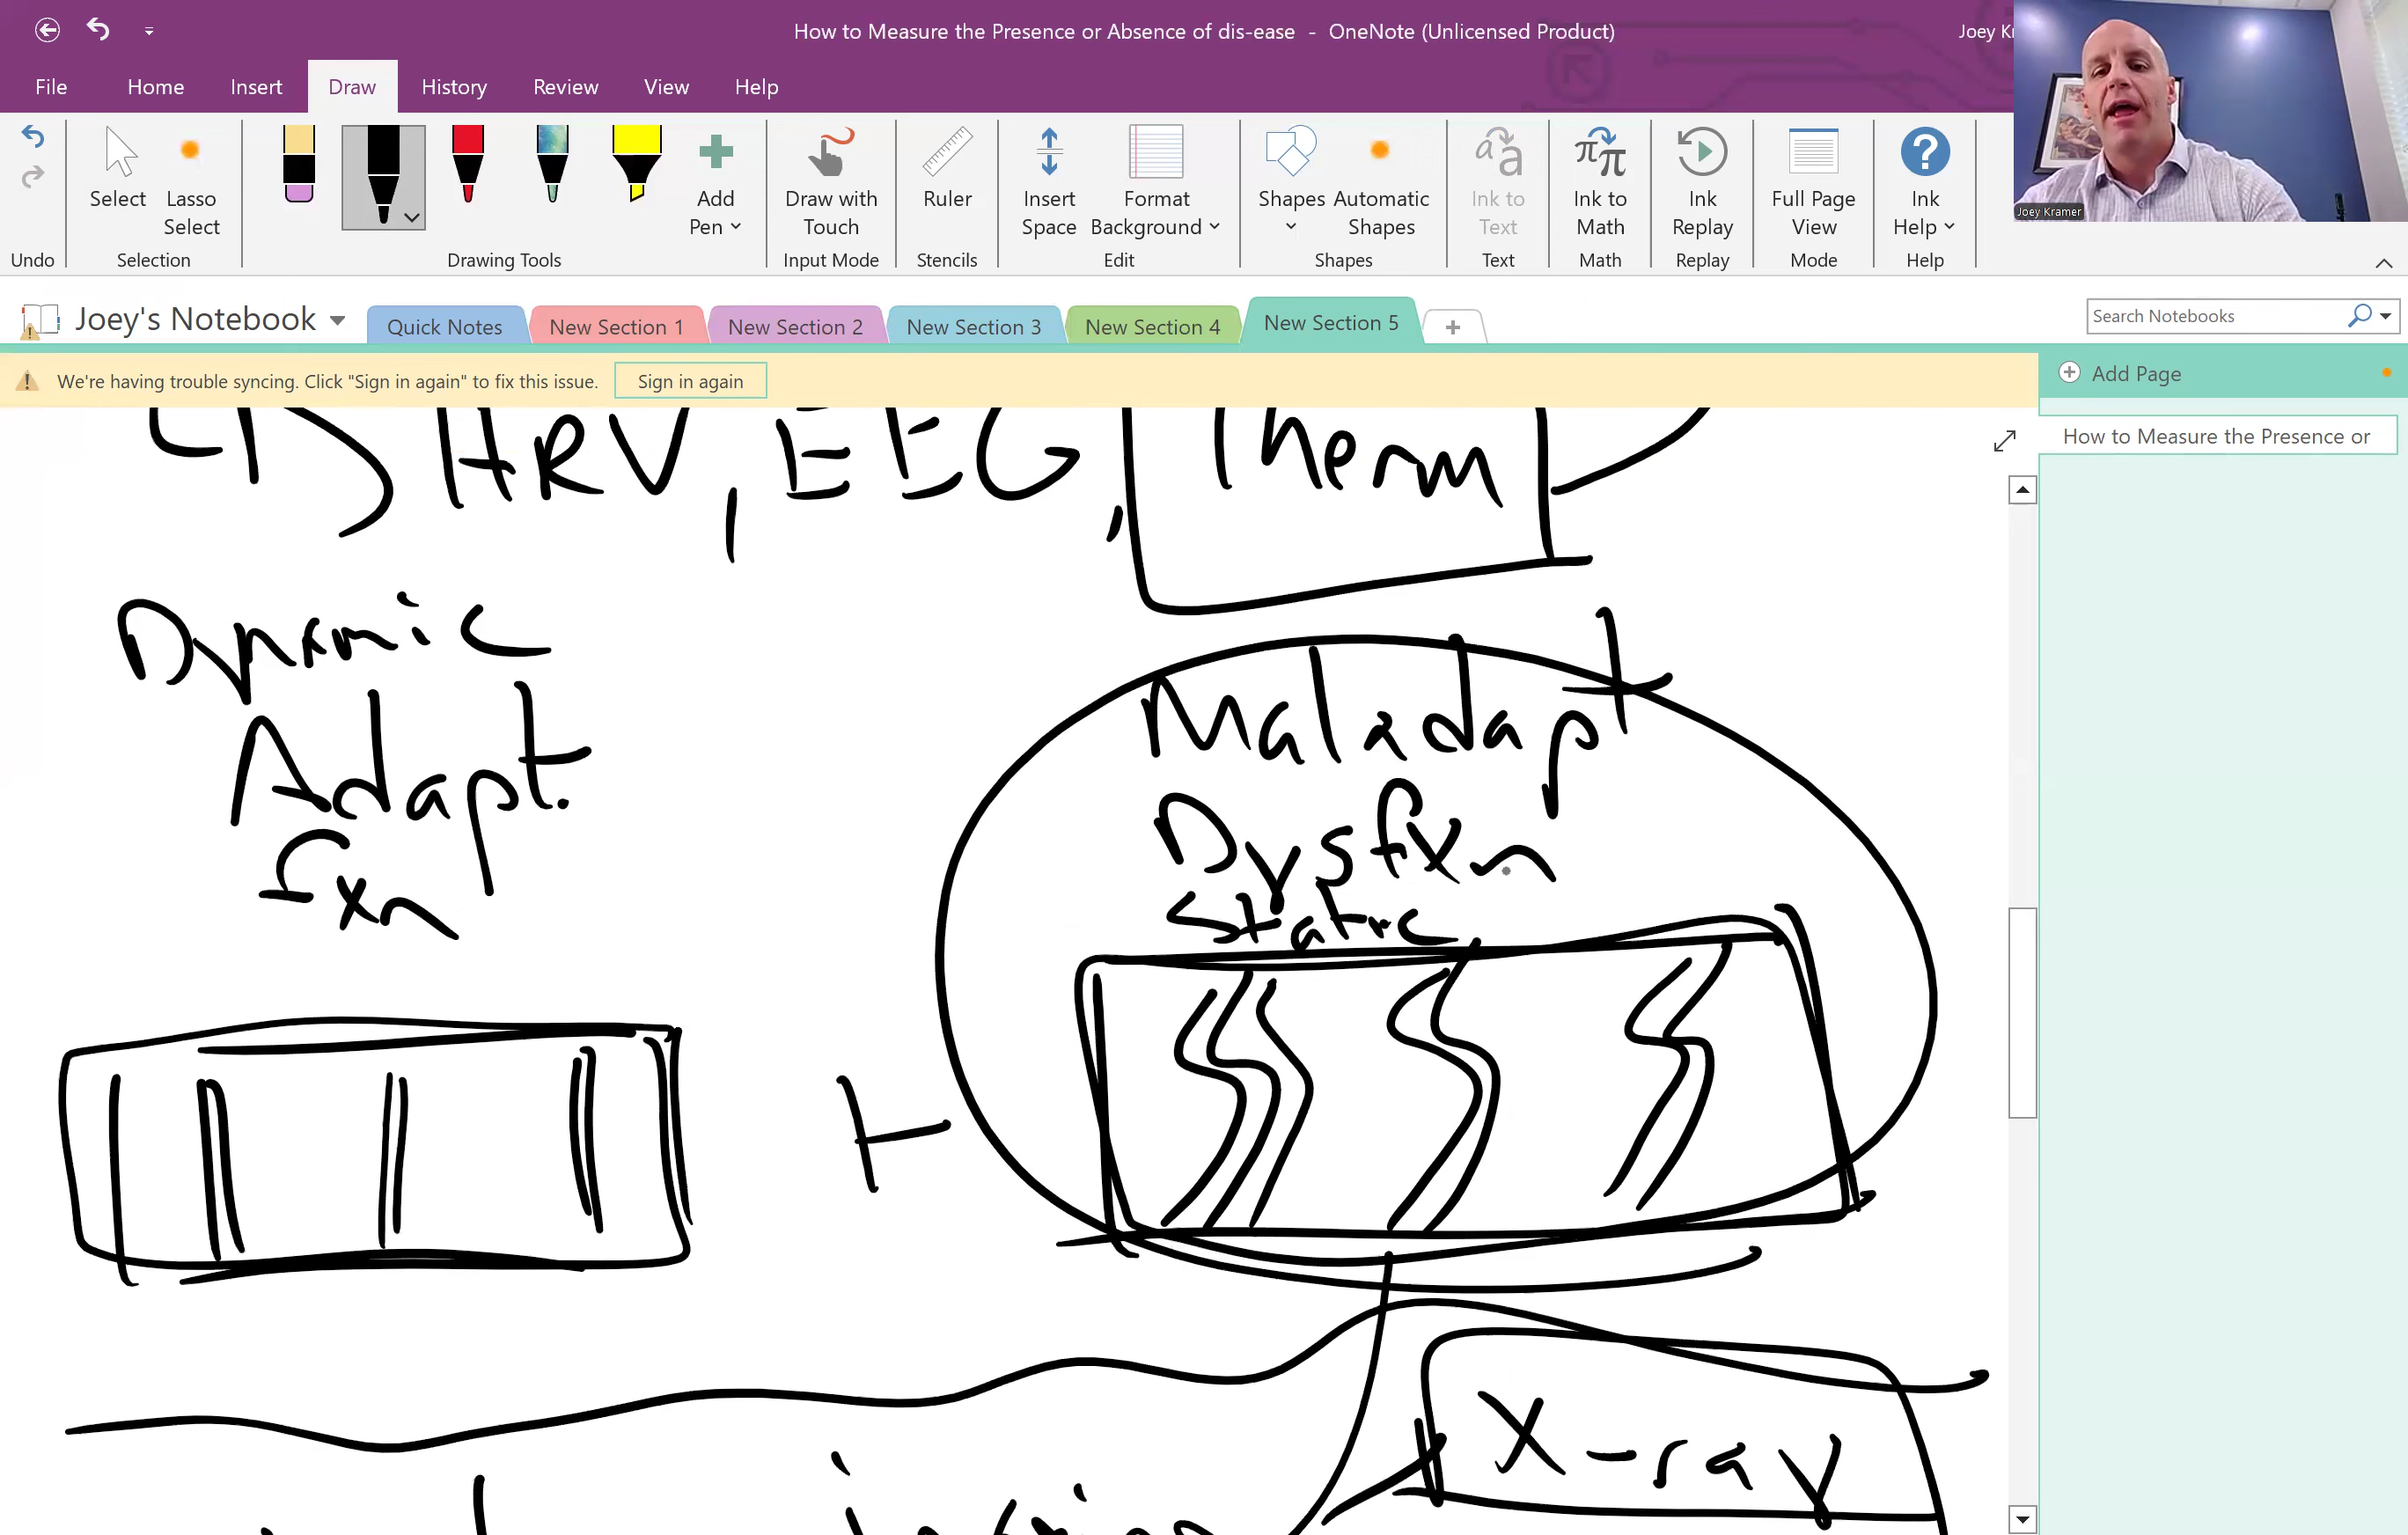 How to Measure the Presence or Absence of dis-ease - OneNote (Unlicensed Product)
Joey Kr
File Home Insert Draw History Review View Help
Select
Lasso Select
Add Pen
Draw with Touch
Ruler
Insert Space
Format Background
Shapes
Automatic Shapes
Ink to Text
Ink to Math
Ink Replay
Full Page View
Ink Help
Joey Kramer
Undo Selection Drawing Tools Input Mode Stencils Edit Shapes Text Math Replay Mode Help
Joey's Notebook Quick Notes New Section 1 New Section 2 New Section 3 New Section 4 New Section 5
Search Notebooks
We're having trouble syncing. Click "Sign in again" to fix this issue. Sign in again
Add Page
How to Measure the Presence or
HRV, EEG, Therm
Dynamic
Adapt.
fxn
Maladapt
Dysfxn
Static
X-ray